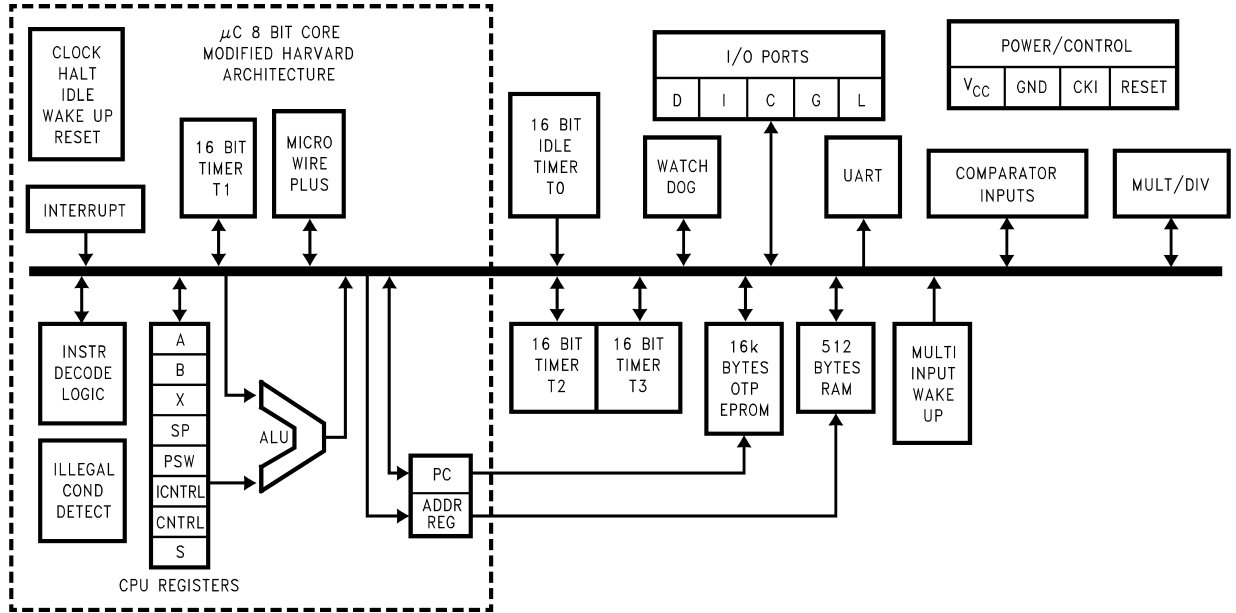 μC 8 BIT CORE
MODIFIED HARVARD
ARCHITECTURE
CLOCK
HALT
IDLE
WAKE UP
RESET
INTERRUPT
16 BIT
TIMER
T1
MICRO
WIRE
PLUS
16 BIT
IDLE
TIMER
T0
I/O PORTS
D I C G L
POWER/CONTROL
VCC GND CKI RESET
WATCH
DOG
UART
COMPARATOR
INPUTS
MULT/DIV
INSTR
DECODE
LOGIC
ILLEGAL
COND
DETECT
A
B
X
SP
PSW
ICNTRL
CNTRL
S
CPU REGISTERS
ALU
PC
ADDR
REG
16 BIT
TIMER
T2
16 BIT
TIMER
T3
16k
BYTES
OTP
EPROM
512
BYTES
RAM
MULTI
INPUT
WAKE
UP